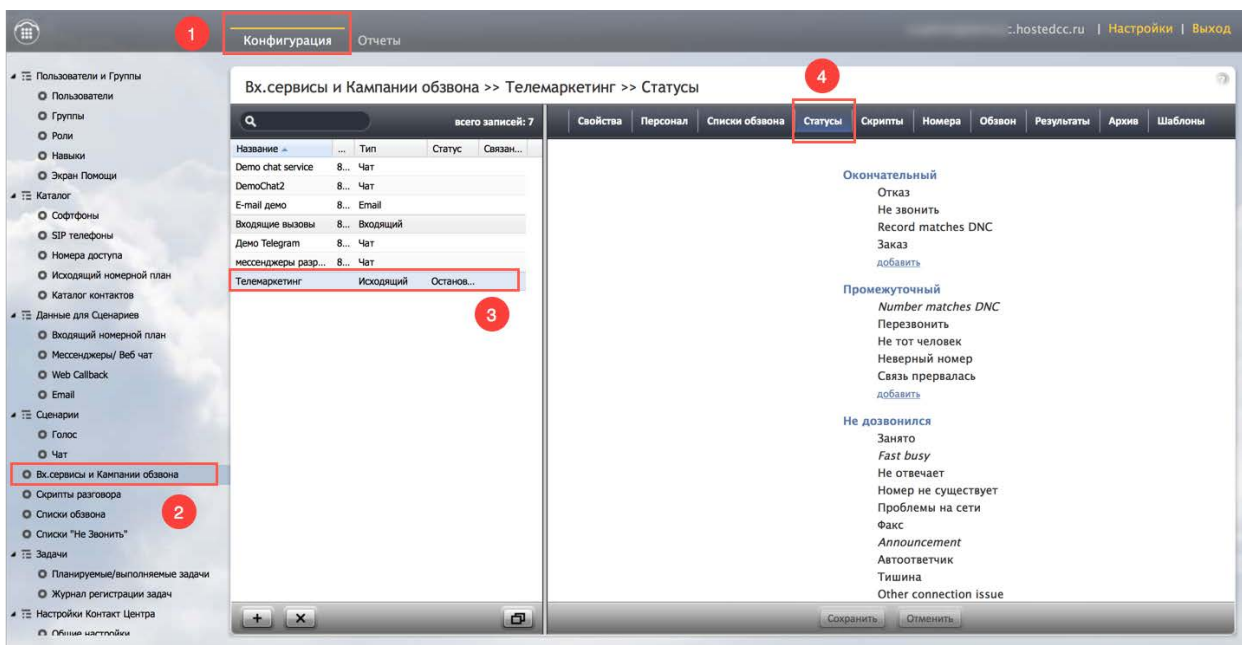 1
Конфигурация
Отчеты
c.hostedcc.ru | Настройки | Выход
Пользователи и Группы
Пользователи
Группы
Роли
Навыки
Экран Помощи
Каталог
Софтфоны
SIP телефоны
Номера доступа
Исходящий номерной план
Каталог контактов
Данные для Сценариев
Входящий номерной план
Мессенджеры/ Веб чат
Web Callback
Email
Сценарии
Голос
Чат
Вх.сервисы и Кампании обзвона
Скрипты разговора
2
Списки обзвона
Списки "Не Звонить"
Задачи
Планируемые/выполняемые задачи
Журнал регистрации задач
Настройки Контакт Центра
Общие настройки
Вх.сервисы и Кампании обзвона >> Телемаркетинг >> Статусы
4
всего записей: 7
Название ... Тип Статус Связан...
Demo chat service 8... Чат
DemoChat2 8... Чат
E-mail демо 8... Email
Входящие вызовы 8... Входящий
Демо Telegram 8... Чат
мессенджеры разр... 8... Чат
Телемаркетинг Исходящий Останов...
3
Свойства Персонал Списки обзвона Статусы Скрипты Номера Обзвон Результаты Архив Шаблоны
Окончательный
Отказ
Не звонить
Record matches DNC
Заказ
добавить
Промежуточный
Number matches DNC
Перезвонить
Не тот человек
Неверный номер
Связь прервалась
добавить
Не дозвонился
Занято
Fast busy
Не отвечает
Номер не существует
Проблемы на сети
Факс
Announcement
Автоответчик
Тишина
Other connection issue
Сохранить Отменить